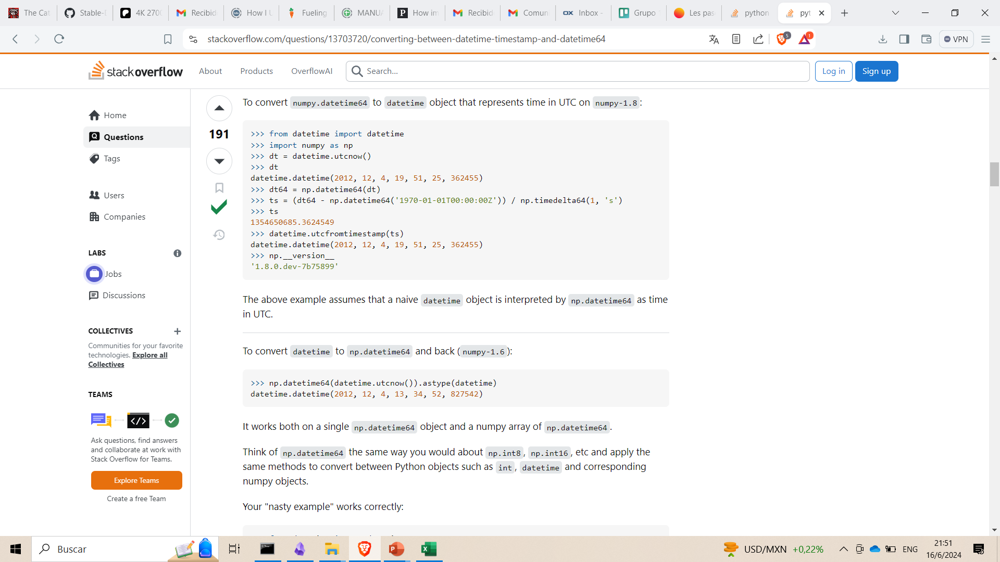 The Cat
Stable-D
4K 2700
Recibido
How I U
Fueling
MANUA
How im
Recibido
Comuni
Inbox -
Grupo T
Les pas
python
pyt
stackoverflow.com/questions/13703720/converting-between-datetime-timestamp-and-datetime64
5
1
VPN
stackoverflow
About
Products
OverflowAI
Search...
Log in
Sign up
Home
Questions
Tags
Users
Companies
LABS
Jobs
Discussions
COLLECTIVES
Communities for your favorite
technologies. Explore all
Collectives
TEAMS
Ask questions, find answers
and collaborate at work with
Stack Overflow for Teams.
Explore Teams
Create a free Team
191
To convert numpy.datetime64 to datetime object that represents time in UTC on numpy-1.8:
>>> from datetime import datetime
>>> import numpy as np
>>> dt = datetime.utcnow()
>>> dt
datetime.datetime(2012, 12, 4, 19, 51, 25, 362455)
>>> dt64 = np.datetime64(dt)
>>> ts = (dt64 - np.datetime64('1970-01-01T00:00:00Z')) / np.timedelta64(1, 's')
>>> ts
1354650685.3624549
>>> datetime.utcfromtimestamp(ts)
datetime.datetime(2012, 12, 4, 19, 51, 25, 362455)
>>> np.__version__
'1.8.0.dev-7b75899'
The above example assumes that a naive datetime object is interpreted by np.datetime64 as time
in UTC.
To convert datetime to np.datetime64 and back (numpy-1.6):
>>> np.datetime64(datetime.utcnow()).astype(datetime)
datetime.datetime(2012, 12, 4, 13, 34, 52, 827542)
It works both on a single np.datetime64 object and a numpy array of np.datetime64.
Think of np.datetime64 the same way you would about np.int8, np.int16, etc and apply the
same methods to convert between Python objects such as int, datetime and corresponding
numpy objects.
Your "nasty example" works correctly:
Buscar
USD/MXN +0,22%
ENG
21:51
16/6/2024